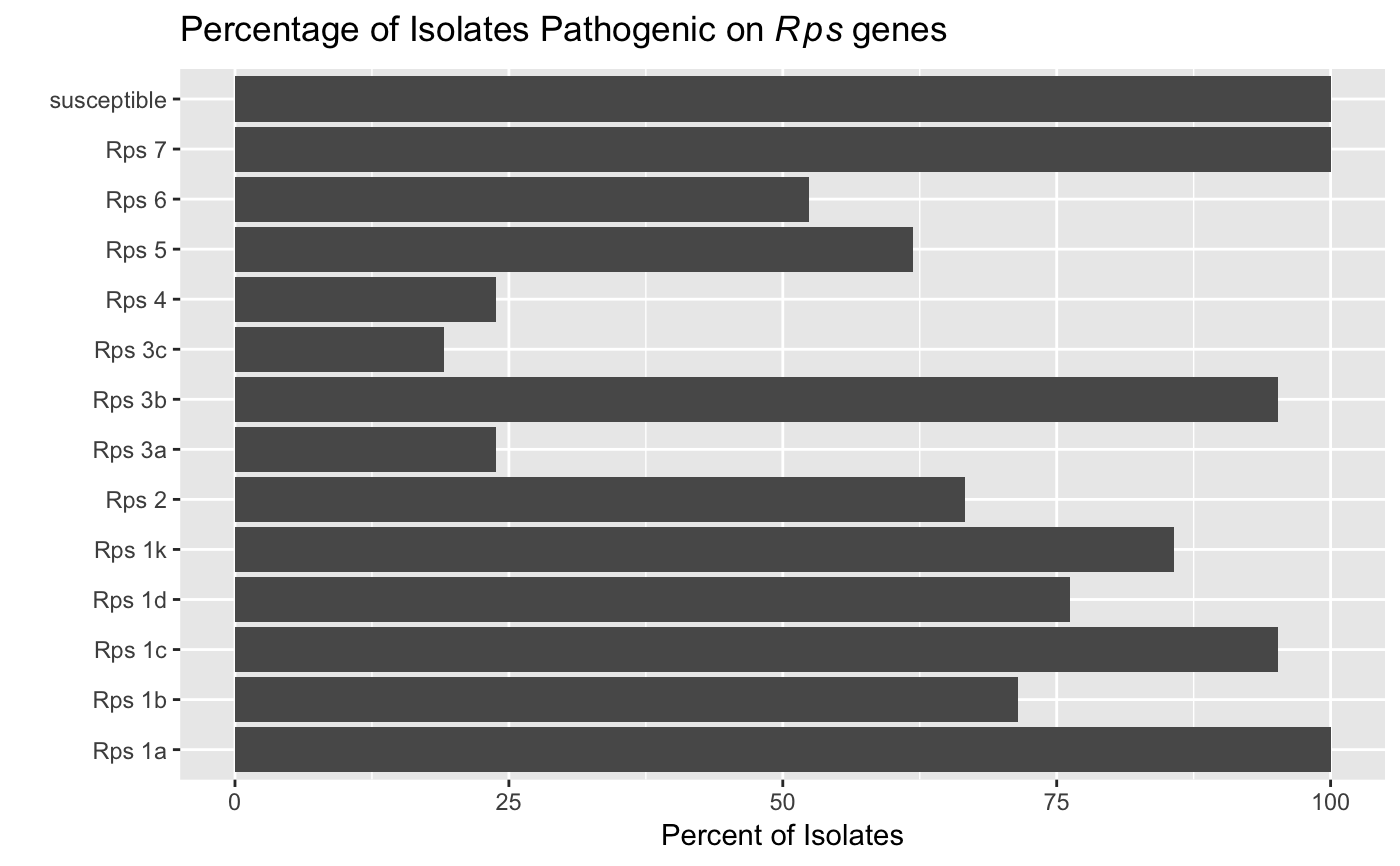 Percentage of Isolates Pathogenic on Rps genes
susceptible
Rps 7
Rps 6
Rps 5
Rps 4
Rps 3c
Rps 3b
Rps 3a
Rps 2
Rps 1k
Rps 1d
Rps 1c
Rps 1b
Rps 1a
0 25 50 75 100
Percent of Isolates